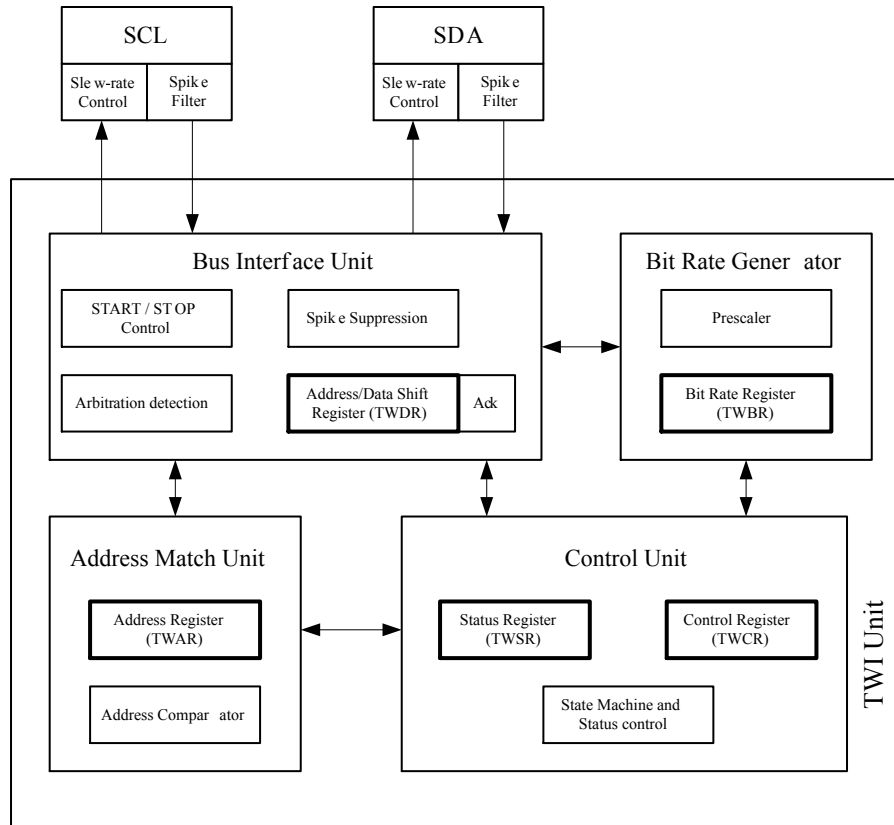 SCL
Slew-rate
Control
Spike
Filter
SDA
Slew-rate
Control
Spike
Filter
Bus Interface Unit
START / STOP
Control
Spike Suppression
Arbitration detection
Address/Data Shift
Register (TWDR)
Ack
Bit Rate Generator
Prescaler
Bit Rate Register
(TWBR)
Address Match Unit
Address Register
(TWAR)
Address Comparator
Control Unit
Status Register
(TWSR)
Control Register
(TWCR)
State Machine and
Status control
TWI Unit